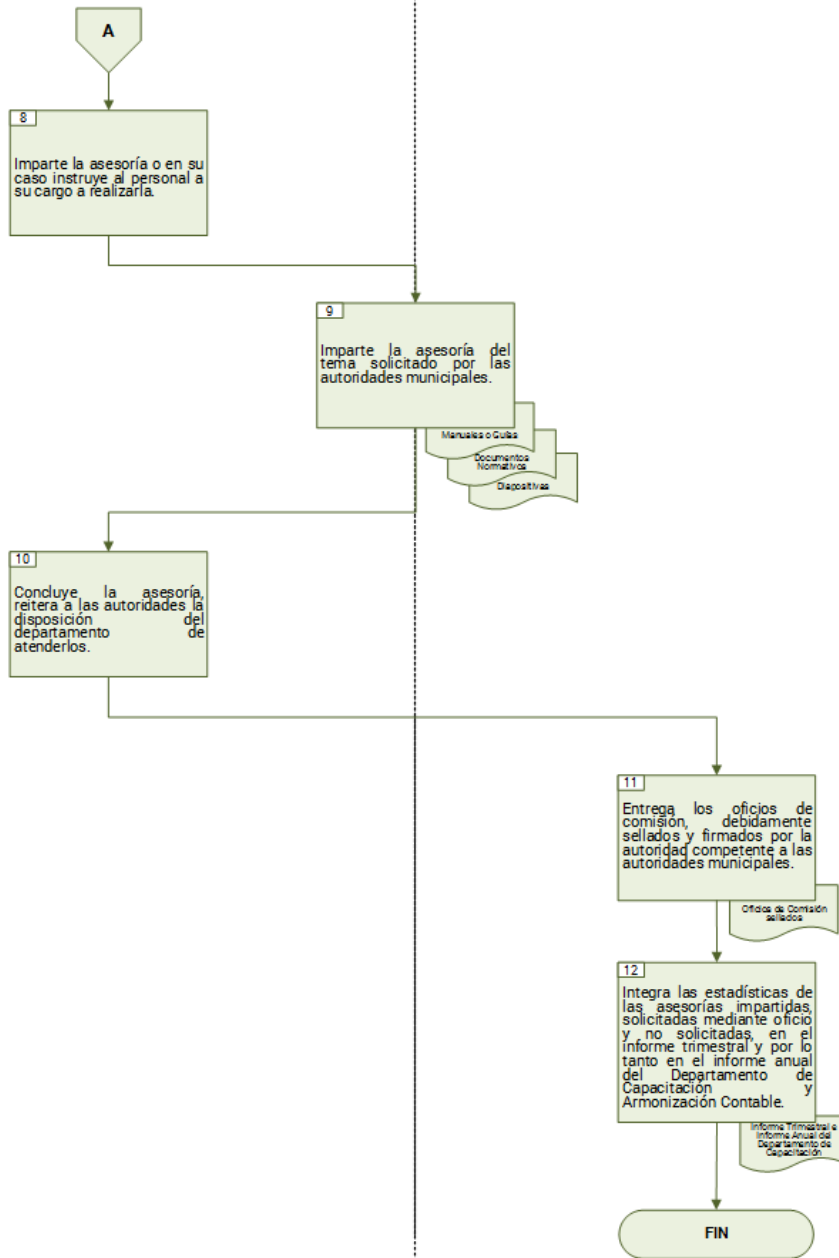 A
8
Imparte la asesoría o en su
caso instruye al personal a
su cargo a realizarla.
9
Imparte la asesoría del
tema solicitado por las
autoridades municipales.
Manuales o Guías
Documentos
Normativos
Diapositivas
10
Concluye la asesoría,
reitera a las autoridades la
disposición del
departamento de
atenderlos.
11
Entrega los oficios de
comisión, debidamente
sellados y firmados por la
autoridad competente a las
autoridades municipales.
Oficios de Comisión
sellados
12
Integra las estadísticas de
las asesorías impartidas,
solicitadas mediante oficio
y no solicitadas, en el
informe trimestral y por lo
tanto en el informe anual
del Departamento de
Capacitación y
Armonización Contable.
Informe Trimestral e
Informe Anual del
Departamento de
Capacitación
FIN